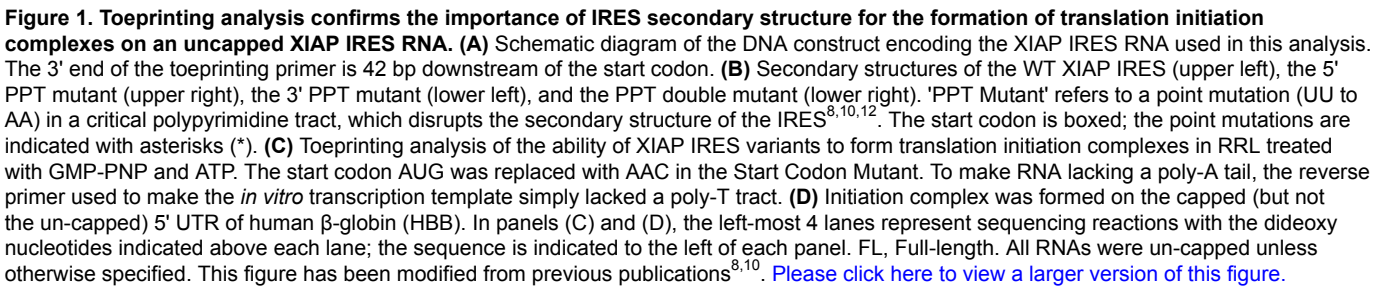 Figure 1. Toeprinting analysis confirms the importance of IRES secondary structure for the formation of translation initiation
complexes on an uncapped XIAP IRES RNA. (A) Schematic diagram of the DNA construct encoding the XIAP IRES RNA used in this analysis.
The 3' end of the toeprinting primer is 42 bp downstream of the start codon. (B) Secondary structures of the WT XIAP IRES (upper left), the 5'
PPT mutant (upper right), the 3' PPT mutant (lower left), and the PPT double mutant (lower right). 'PPT Mutant' refers to a point mutation (UU to
AA) in a critical polypyrimidine tract, which disrupts the secondary structure of the IRES8,10,12. The start codon is boxed; the point mutations are
indicated with asterisks (*). (C) Toeprinting analysis of the ability of XIAP IRES variants to form translation initiation complexes in RRL treated
with GMP-PNP and ATP. The start codon AUG was replaced with AAC in the Start Codon Mutant. To make RNA lacking a poly-A tail, the reverse
primer used to make the in vitro transcription template simply lacked a poly-T tract. (D) Initiation complex was formed on the capped (but not
the un-capped) 5' UTR of human β-globin (HBB). In panels (C) and (D), the left-most 4 lanes represent sequencing reactions with the dideoxy
nucleotides indicated above each lane; the sequence is indicated to the left of each panel. FL, Full-length. All RNAs were un-capped unless
otherwise specified. This figure has been modified from previous publications8,10. Please click here to view a larger version of this figure.